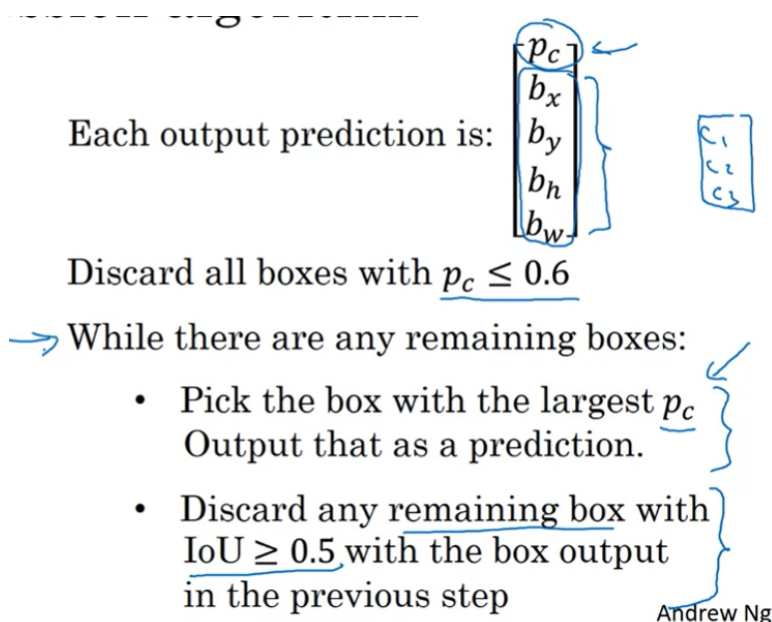 p_c
b_x
Each output prediction is: b_y
b_h
b_w
c1
c2
c3
Discard all boxes with p_c ≤ 0.6
While there are any remaining boxes:
• Pick the box with the largest p_c
Output that as a prediction.
• Discard any remaining box with
IoU ≥ 0.5 with the box output
in the previous step
Andrew Ng